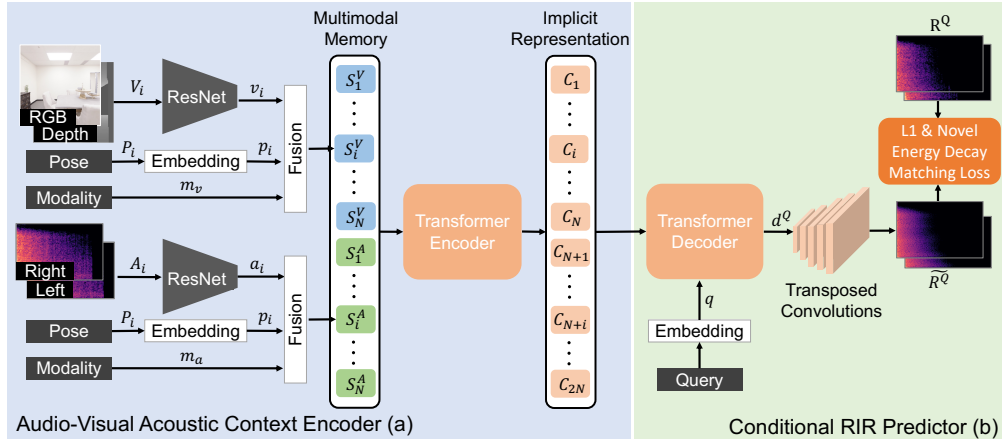 Multimodal
Memory
Implicit
Representation
R^Q
RGB
Depth
V_i
ResNet
v_i
Pose
P_i
Embedding
p_i
Modality
m_v
Fusion
Right
Left
A_i
ResNet
a_i
Pose
P_i
Embedding
p_i
Modality
m_a
Fusion
S_1^V
S_i^V
S_N^V
S_1^A
S_i^A
S_N^A
Transformer
Encoder
C_1
C_i
C_N
C_{N+1}
C_{N+i}
C_{2N}
Transformer
Decoder
d^Q
q
Embedding
Query
Transposed
Convolutions
L1 & Novel
Energy Decay
Matching Loss
\widetilde{R^Q}
Audio-Visual Acoustic Context Encoder (a)
Conditional RIR Predictor (b)